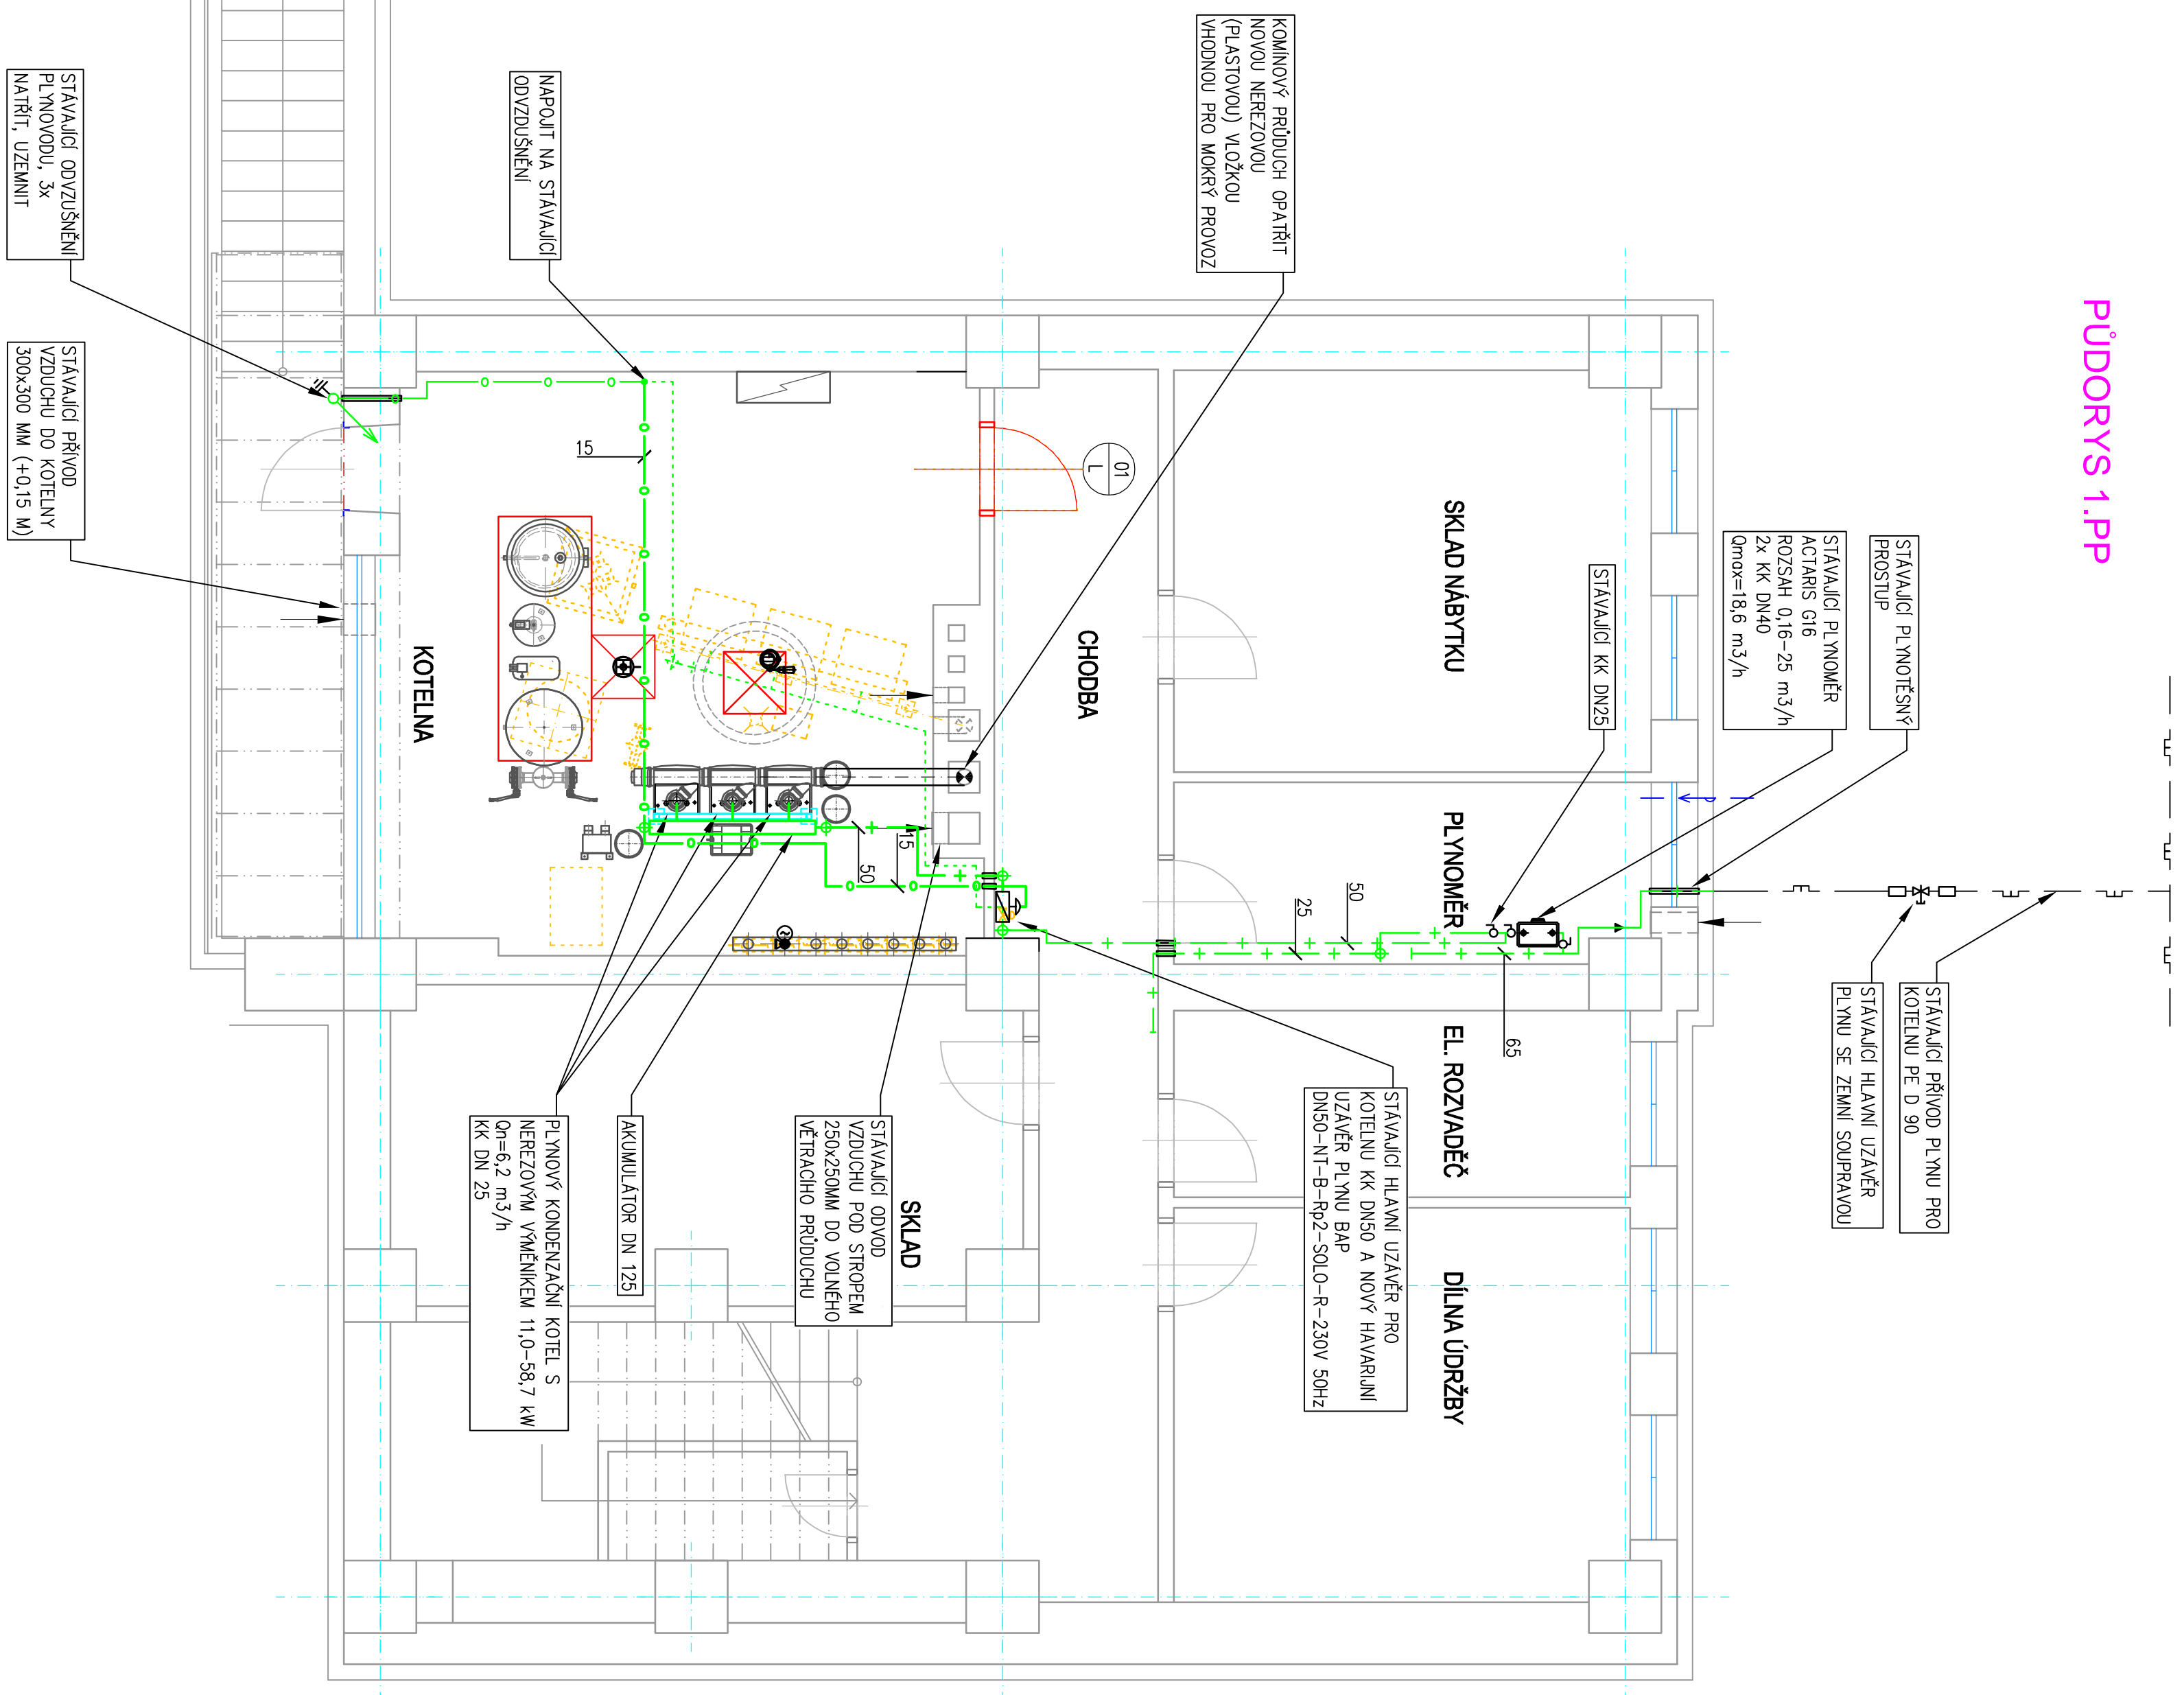 PŮDORYS 1.PP
STÁVAJÍCÍ PLYNOTĚSNÝ
PROSTUP
STÁVAJÍCÍ PLYNOMĚR
ACTARIS G16
ROZSAH 0,16-25 m3/h
2x KK DN40
Qmax=18,6 m3/h
STÁVAJÍCÍ KK DN25
STÁVAJÍCÍ PŘÍVOD PLYNU PRO
KOTELNU PE D 90
STÁVAJÍCÍ HLAVNÍ UZÁVĚR
PLYNU SE ZEMNÍ SOUPRAVOU
SKLAD NÁBYTKU
PLYNOMĚR
EL. ROZVADĚČ
DÍLNA ÚDRŽBY
65
50
25
STÁVAJÍCÍ HLAVNÍ UZÁVĚR PRO
KOTELNU KK DN50 A NOVÝ HAVARIJNÍ
UZÁVĚR PLYNU BAP
DN50-NT-B-Rp2-SOLO-R-230V 50Hz
KOMÍNOVÝ PRŮDUCH OPATŘIT
NOVOU NEREZOVOU
(PLASTOVOU) VLOŽKOU
VHODNOU PRO MOKRÝ PROVOZ
01
L
CHODBA
SKLAD
15
50
STÁVAJÍCÍ ODVOD
VZDUCHU POD STROPEM
250x250MM DO VOLNÉHO
VĚTRACÍHO PRŮDUCHU
AKUMULÁTOR DN 125
PLYNOVÝ KONDENZAČNÍ KOTEL S
NEREZOVÝM VÝMĚNÍKEM 11,0-58,7 kW
Qn=6,2 m3/h
KK DN 25
NAPOJIT NA STÁVAJÍCÍ
ODVZDUŠNĚNÍ
15
KOTELNA
STÁVAJÍCÍ ODVZUŠNĚNÍ
PLYNOVODU, 3x
NATŘÍT, UZEMNIT
STÁVAJÍCÍ PŘÍVOD
VZDUCHU DO KOTELNY
300x300 MM (+0,15 M)